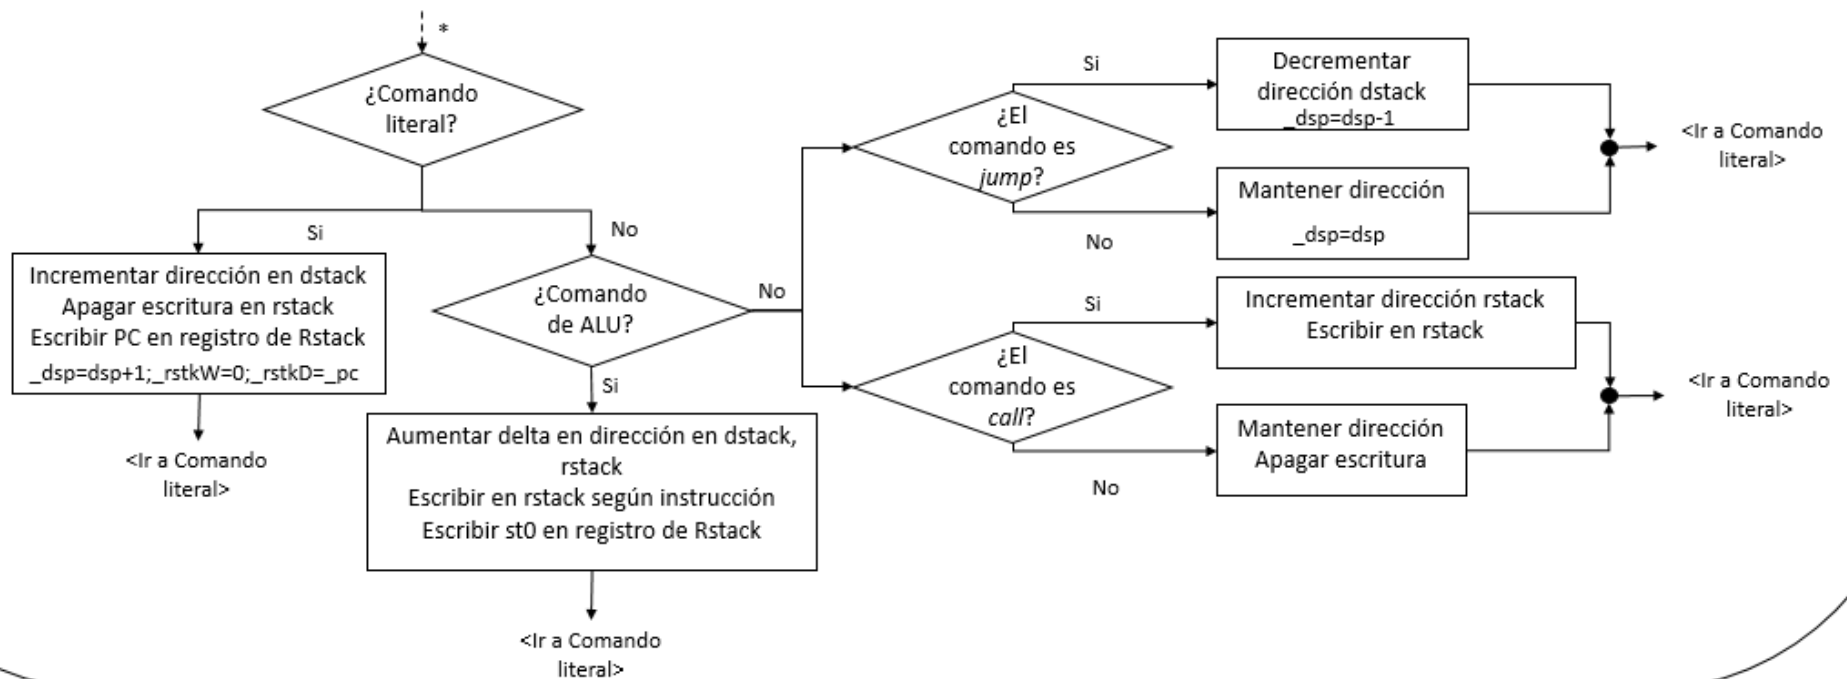 *
¿Comando
literal?
Si
No
Incrementar dirección en dstack
Apagar escritura en rstack
Escribir PC en registro de Rstack
_dsp=dsp+1;_rstkW=0;_rstkD=_pc
<Ir a Comando
literal>
¿Comando
de ALU?
No
Si
Aumentar delta en dirección en dstack,
rstack
Escribir en rstack según instrucción
Escribir st0 en registro de Rstack
<Ir a Comando
literal>
¿El
comando es
jump?
Si
Decrementar
dirección dstack
_dsp=dsp-1
No
Mantener dirección
_dsp=dsp
<Ir a Comando
literal>
¿El
comando es
call?
Si
Incrementar dirección rstack
Escribir en rstack
No
Mantener dirección
Apagar escritura
<Ir a Comando
literal>